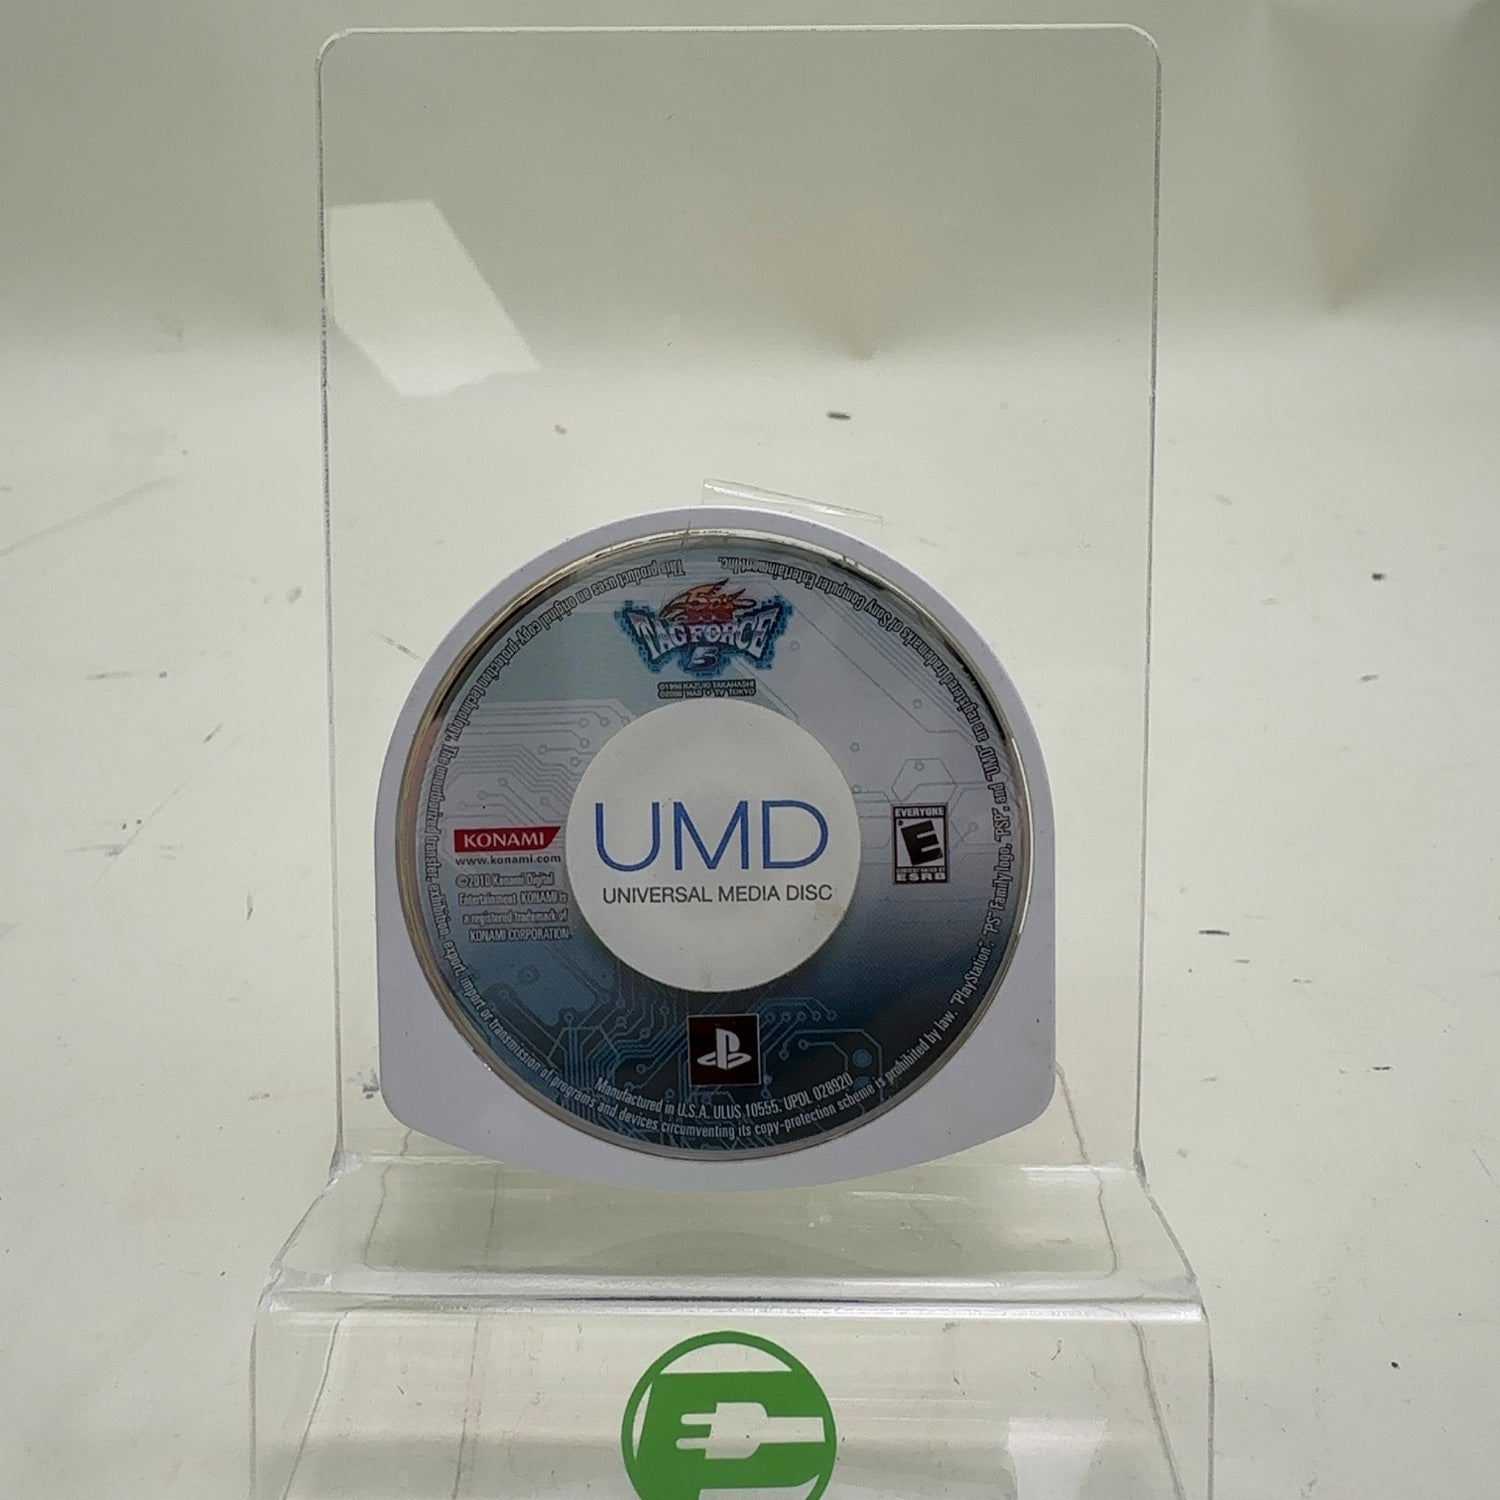 5D's
TAG FORCE
5
©1996 KAZUKI TAKAHASHI
©2008 NAS • TV TOKYO
KONAMI
www.konami.com
©2010 Konami Digital
Entertainment KONAMI is
a registered trademark of
KONAMI CORPORATION.
UMD
UNIVERSAL MEDIA DISC
EVERYONE
E
CONTENT RATED BY
ESRB
Manufactured in U.S.A. ULUS 10555. UPDL 028920
This product uses an original copy-protection technology. The unauthorized transfer, exhibition, export, import or transmission of programs and devices circumventing its copy-protection scheme is prohibited by law. "PlayStation", "PS" Family logo, "PSP", and "UMD" are registered trademarks of Sony Computer Entertainment Inc.